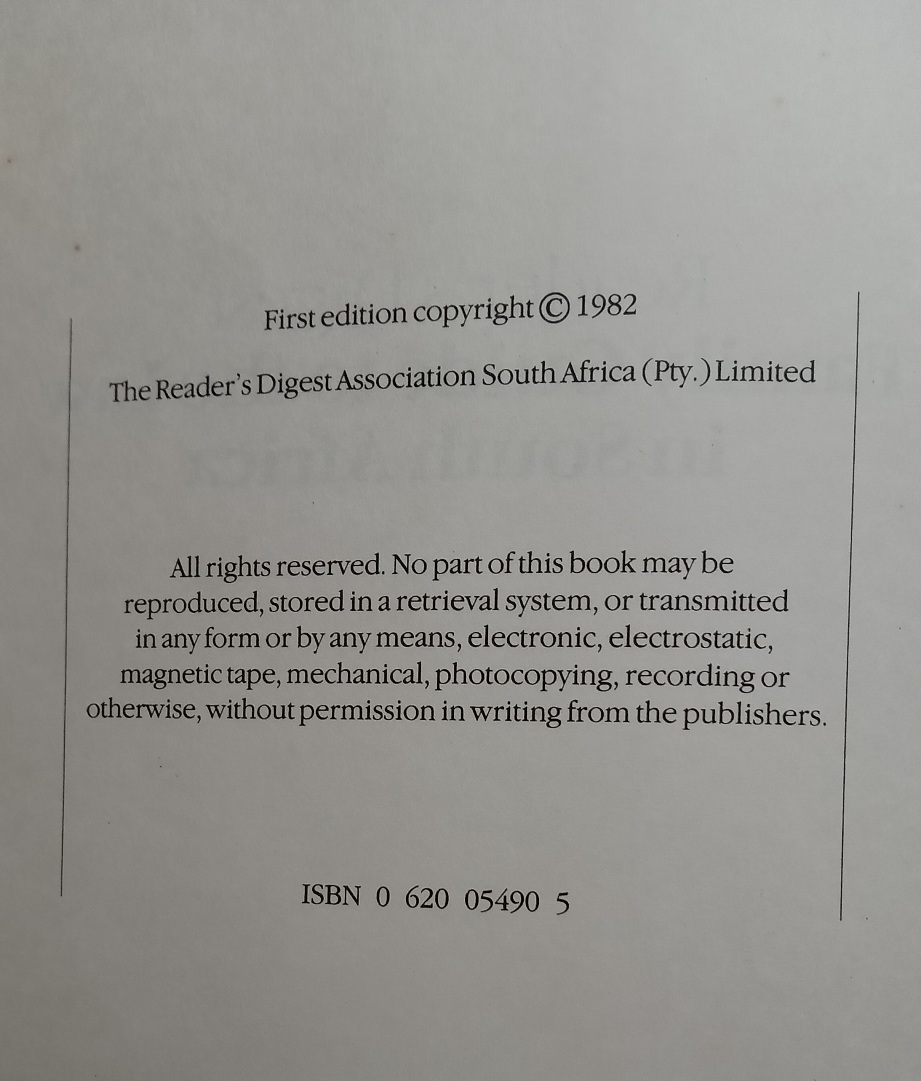 First edition copyright © 1982
The Reader's Digest Association South Africa (Pty.) Limited
All rights reserved. No part of this book may be
reproduced, stored in a retrieval system, or transmitted
in any form or by any means, electronic, electrostatic,
magnetic tape, mechanical, photocopying, recording or
otherwise, without permission in writing from the publishers.
ISBN 0 620 05490 5